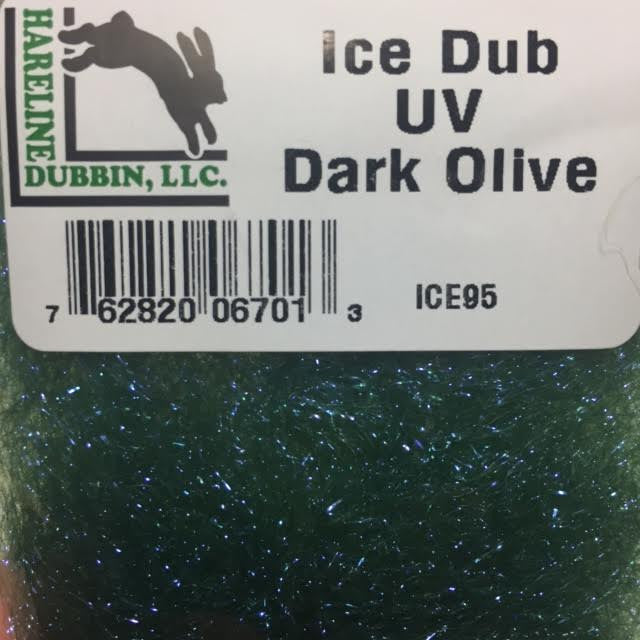 HARELINE
DUBBIN, LLC.
Ice Dub
UV
Dark Olive
7 62820 06701 3
ICE95